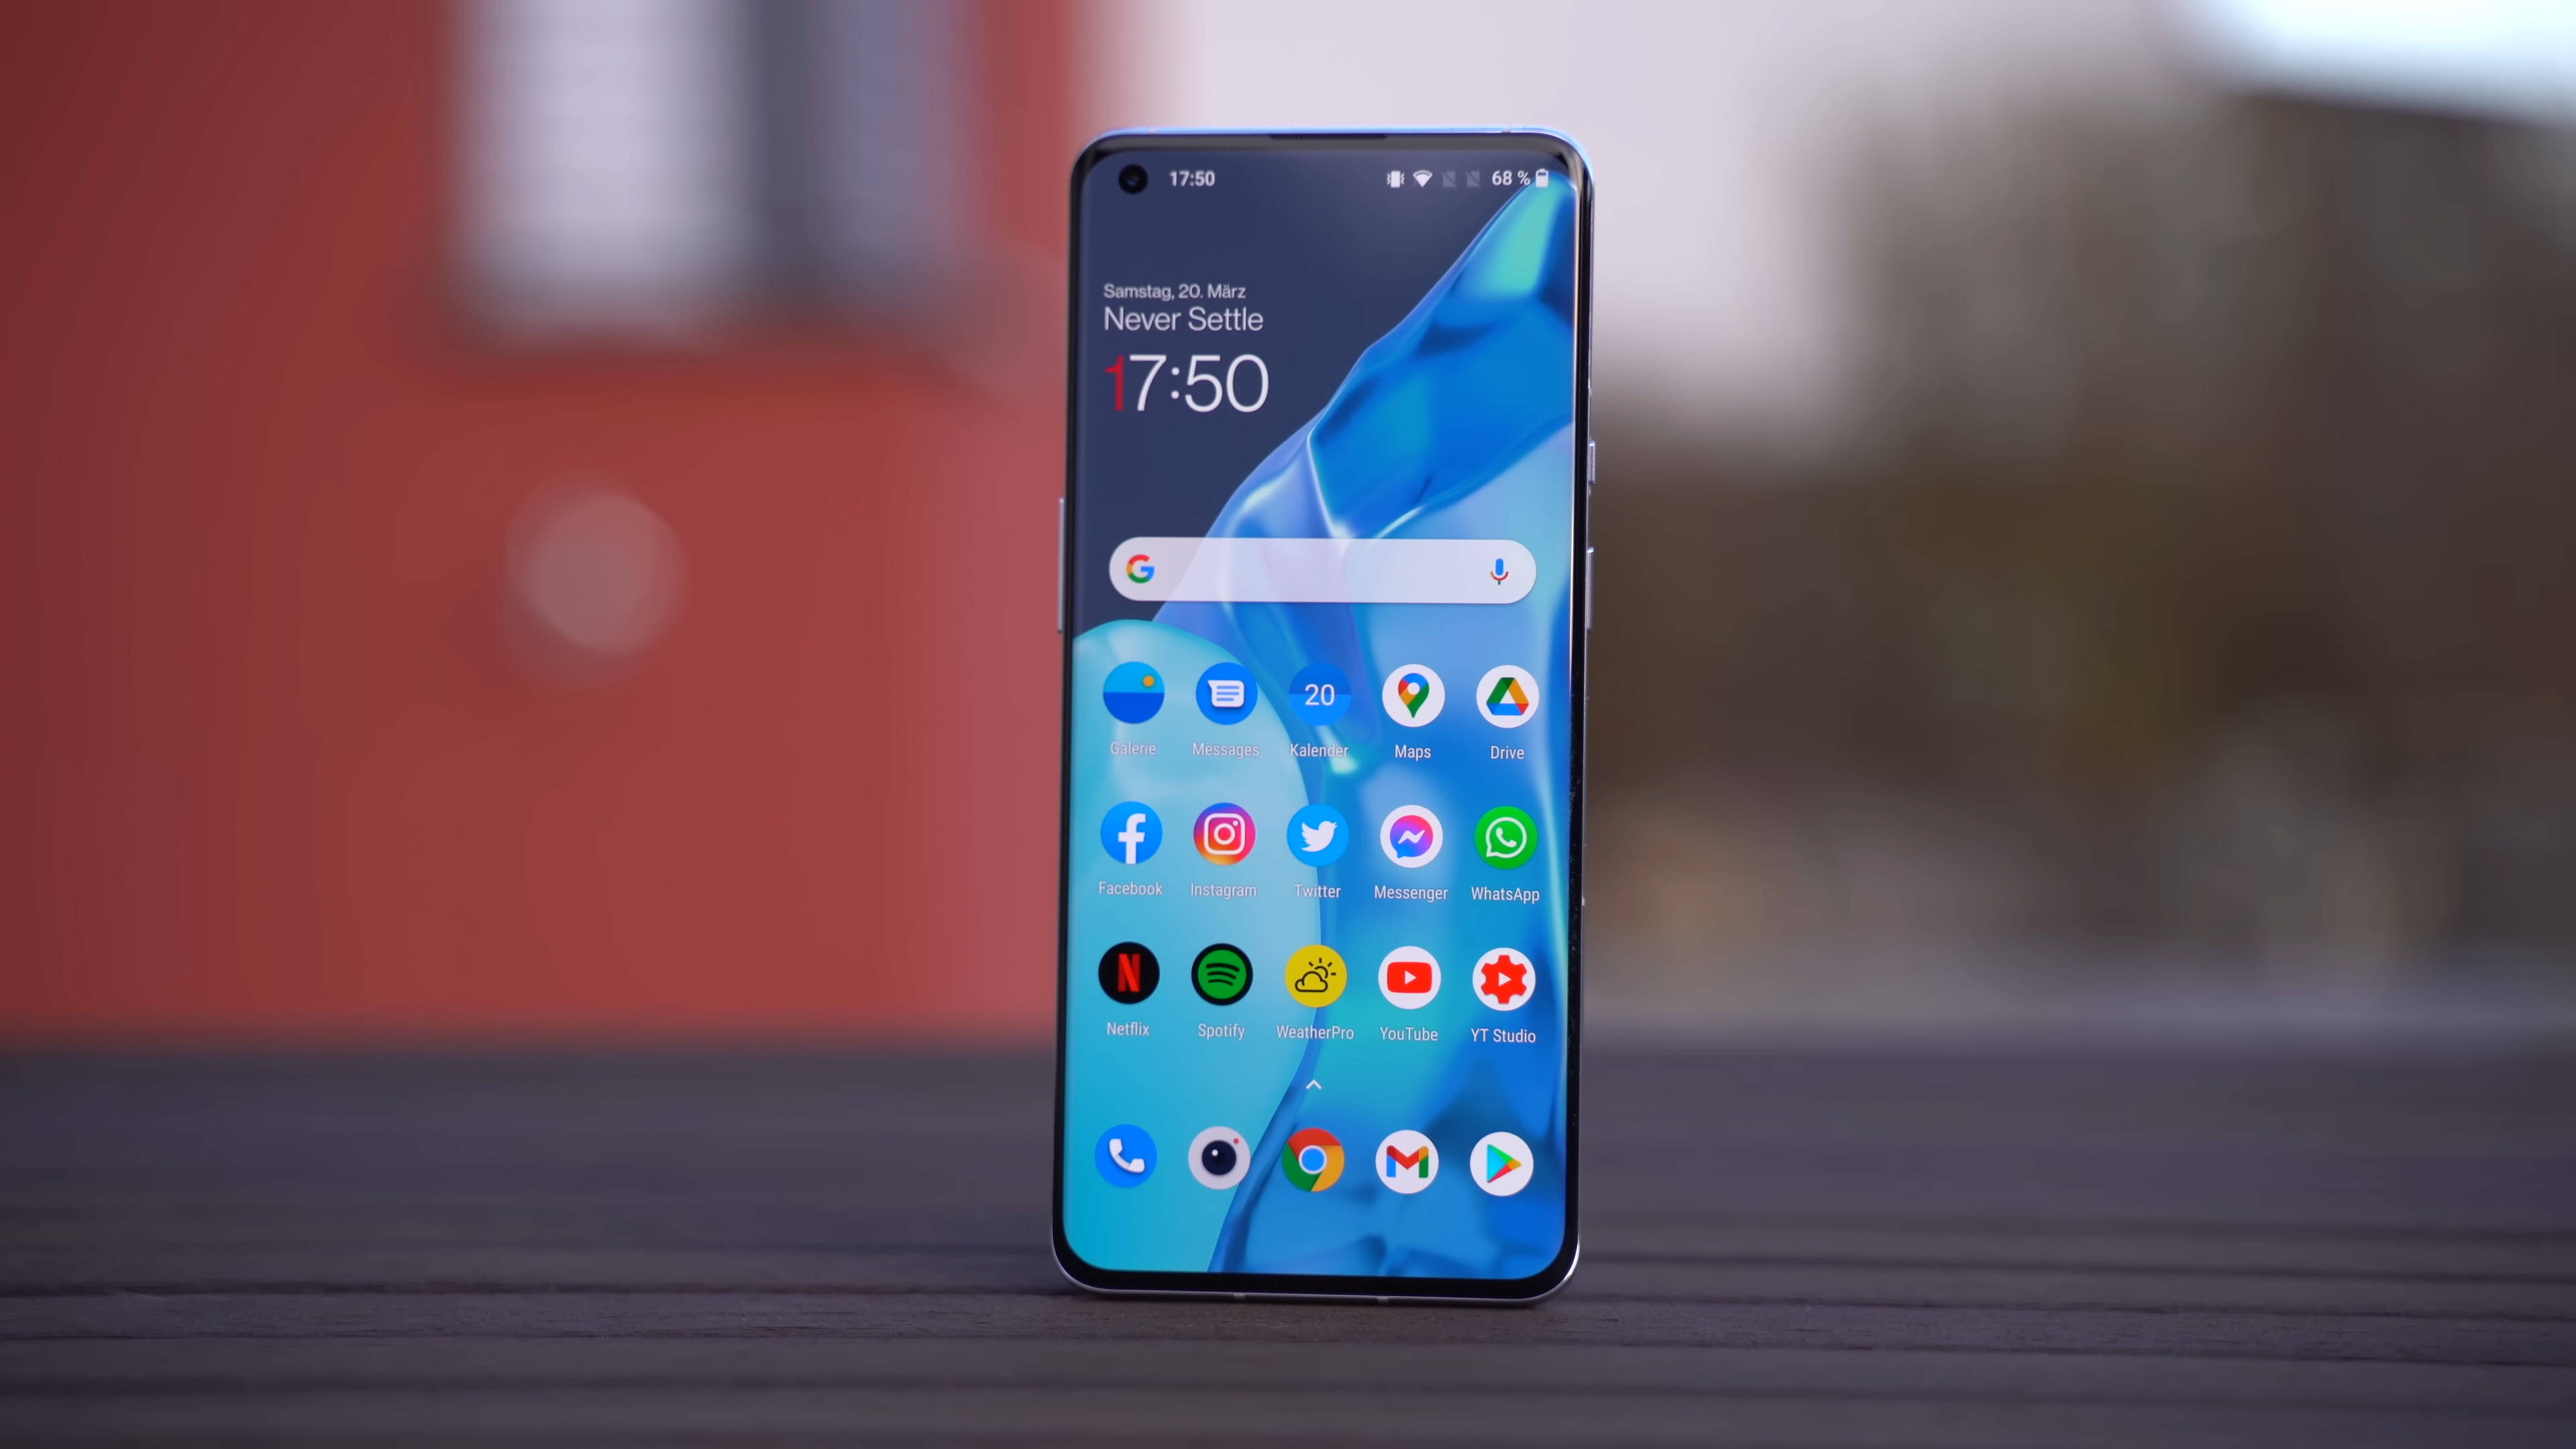 17:50 68 %
Samstag, 20. März
Never Settle
17:50
20
Galerie Messages Kalender Maps Drive
Facebook Instagram Twitter Messenger WhatsApp
Netflix Spotify WeatherPro YouTube YT Studio